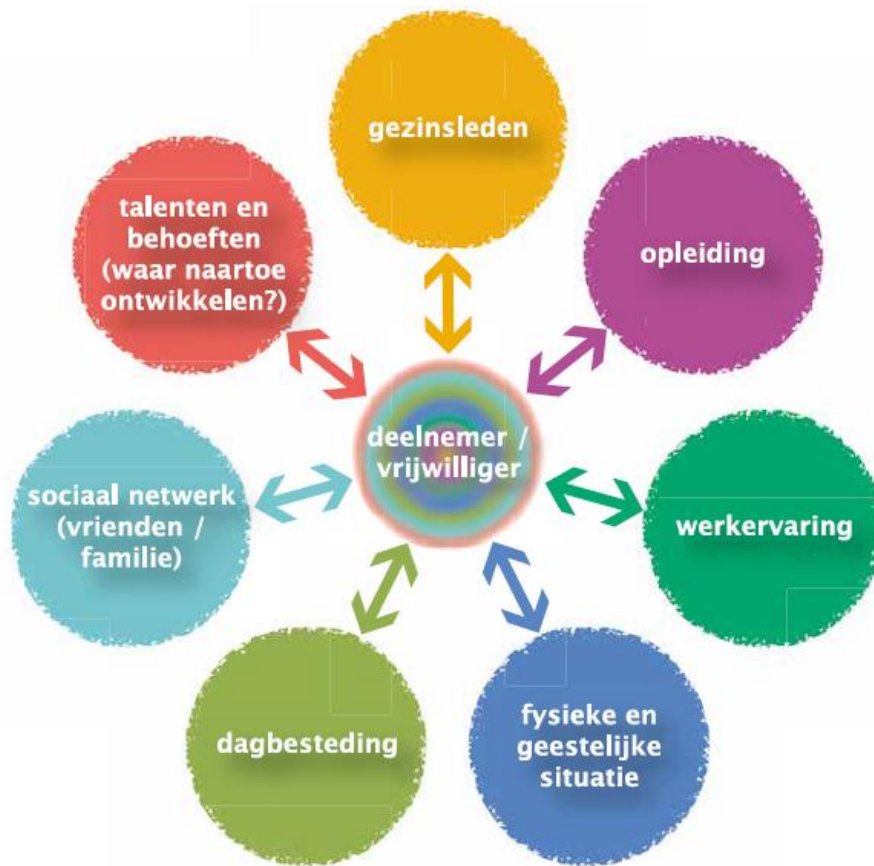 gezinsleden
opleiding
werkervaring
fysieke en
geestelijke
situatie
dagbesteding
sociaal netwerk
(vrienden /
familie)
talenten en
behoeften
(waar naartoe
ontwikkelen?)
deelnemer /
vrijwilliger